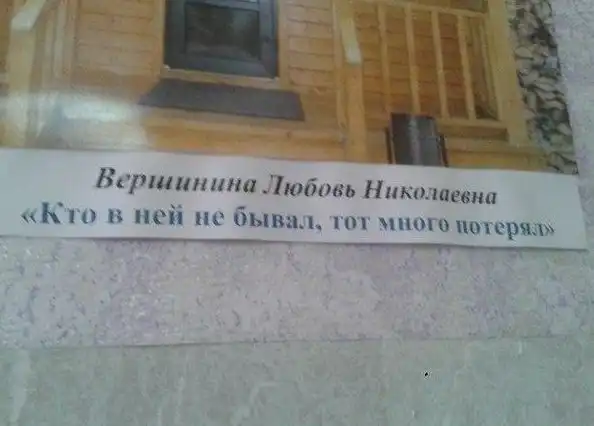 Вершинина Любовь Николаевна
«Кто в ней не бывал, тот много потерял»